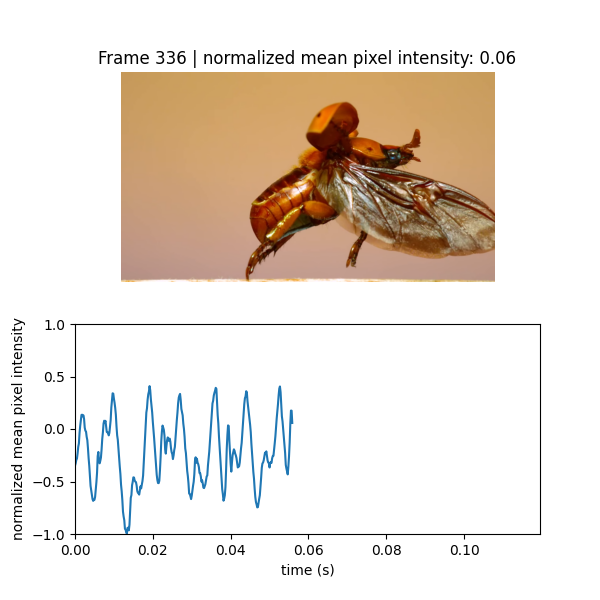 Frame 336 | normalized mean pixel intensity: 0.06
normalized mean pixel intensity
1.0
0.5
0.0
−0.5
−1.0
0.00 0.02 0.04 0.06 0.08 0.10
time (s)